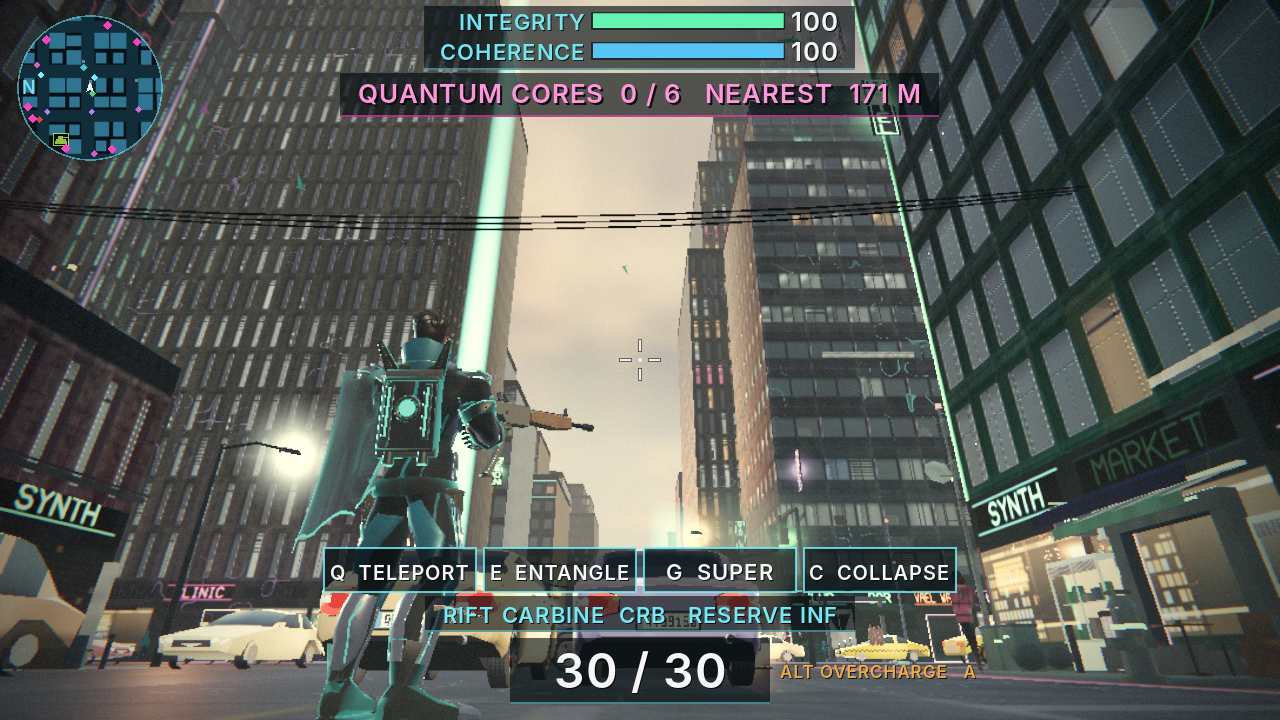 INTEGRITY 100
COHERENCE 100
QUANTUM CORES 0 / 6 NEAREST 171 M
N
MARKET
SYNTH
SYNTH
LINIC
Q TELEPORT
E ENTANGLE
G SUPER
C COLLAPSE
RIFT CARBINE CRB RESERVE INF
30 / 30
ALT OVERCHARGE A